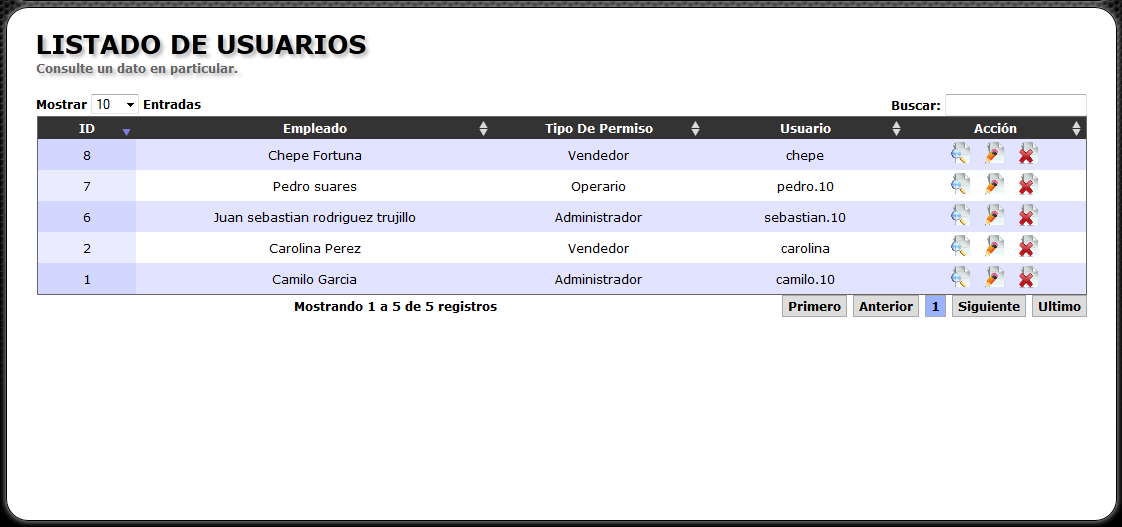 LISTADO DE USUARIOS
Consulte un dato en particular.
Mostrar 10 Entradas Buscar:
ID Empleado Tipo De Permiso Usuario Acción
8 Chepe Fortuna Vendedor chepe
7 Pedro suares Operario pedro.10
6 Juan sebastian rodriguez trujillo Administrador sebastian.10
2 Carolina Perez Vendedor carolina
1 Camilo Garcia Administrador camilo.10
Mostrando 1 a 5 de 5 registros Primero Anterior 1 Siguiente Ultimo